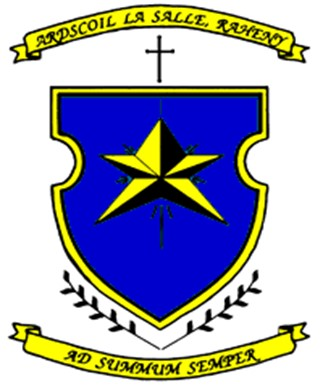 ARDSCOIL LA SALLE, RAHENY
AD SUMMUM SEMPER